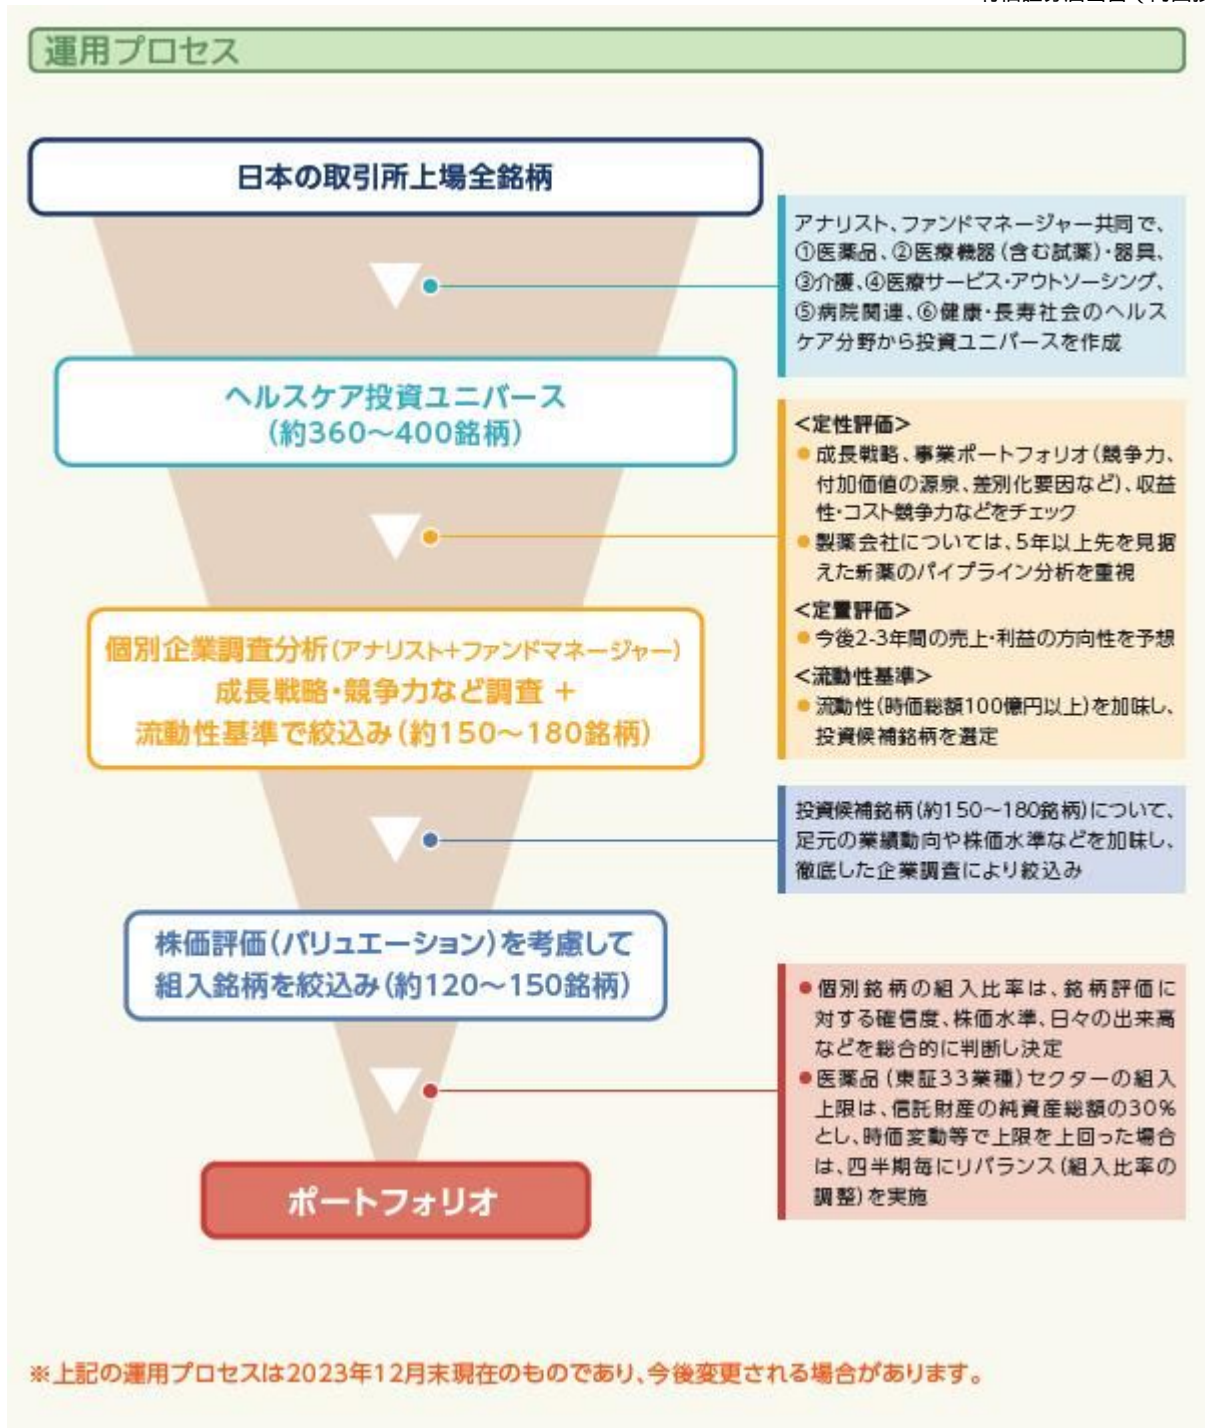 運用プロセス
日本の取引所上場全銘柄
アナリスト、ファンドマネージャー共同で、
①医薬品、②医療機器(含む試薬)・器具、
③介護、④医療サービス・アウトソーシング、
⑤病院関連、⑥健康・長寿社会のヘルス
ケア分野から投資ユニバースを作成
ヘルスケア投資ユニバース
(約360～400銘柄)
<定性評価>
●成長戦略、事業ポートフォリオ(競争力、
付加価値の源泉、差別化要因など)、収益
性・コスト競争力などをチェック
●製薬会社については、5年以上先を見据
えた新薬のパイプライン分析を重視
<定量評価>
●今後2-3年間の売上・利益の方向性を予想
<流動性基準>
●流動性(時価総額100億円以上)を加味し、
投資候補銘柄を選定
個別企業調査分析(アナリスト+ファンドマネージャー)
成長戦略・競争力など調査 +
流動性基準で絞込み(約150～180銘柄)
投資候補銘柄(約150～180銘柄)について、
足元の業績動向や株価水準などを加味し、
徹底した企業調査により絞込み
株価評価(バリュエーション)を考慮して
組入銘柄を絞込み(約120～150銘柄)
●個別銘柄の組入比率は、銘柄評価に
対する確信度、株価水準、日々の出来高
などを総合的に判断し決定
●医薬品(東証33業種)セクターの組入
上限は、信託財産の純資産総額の30%
とし、時価変動等で上限を上回った場合
は、四半期毎にリバランス(組入比率の
調整)を実施
ポートフォリオ
※上記の運用プロセスは2023年12月末現在のものであり、今後変更される場合があります。